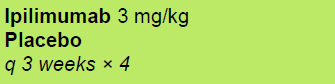 Ipilimumab 3 mg/kg
Placebo
q 3 weeks × 4